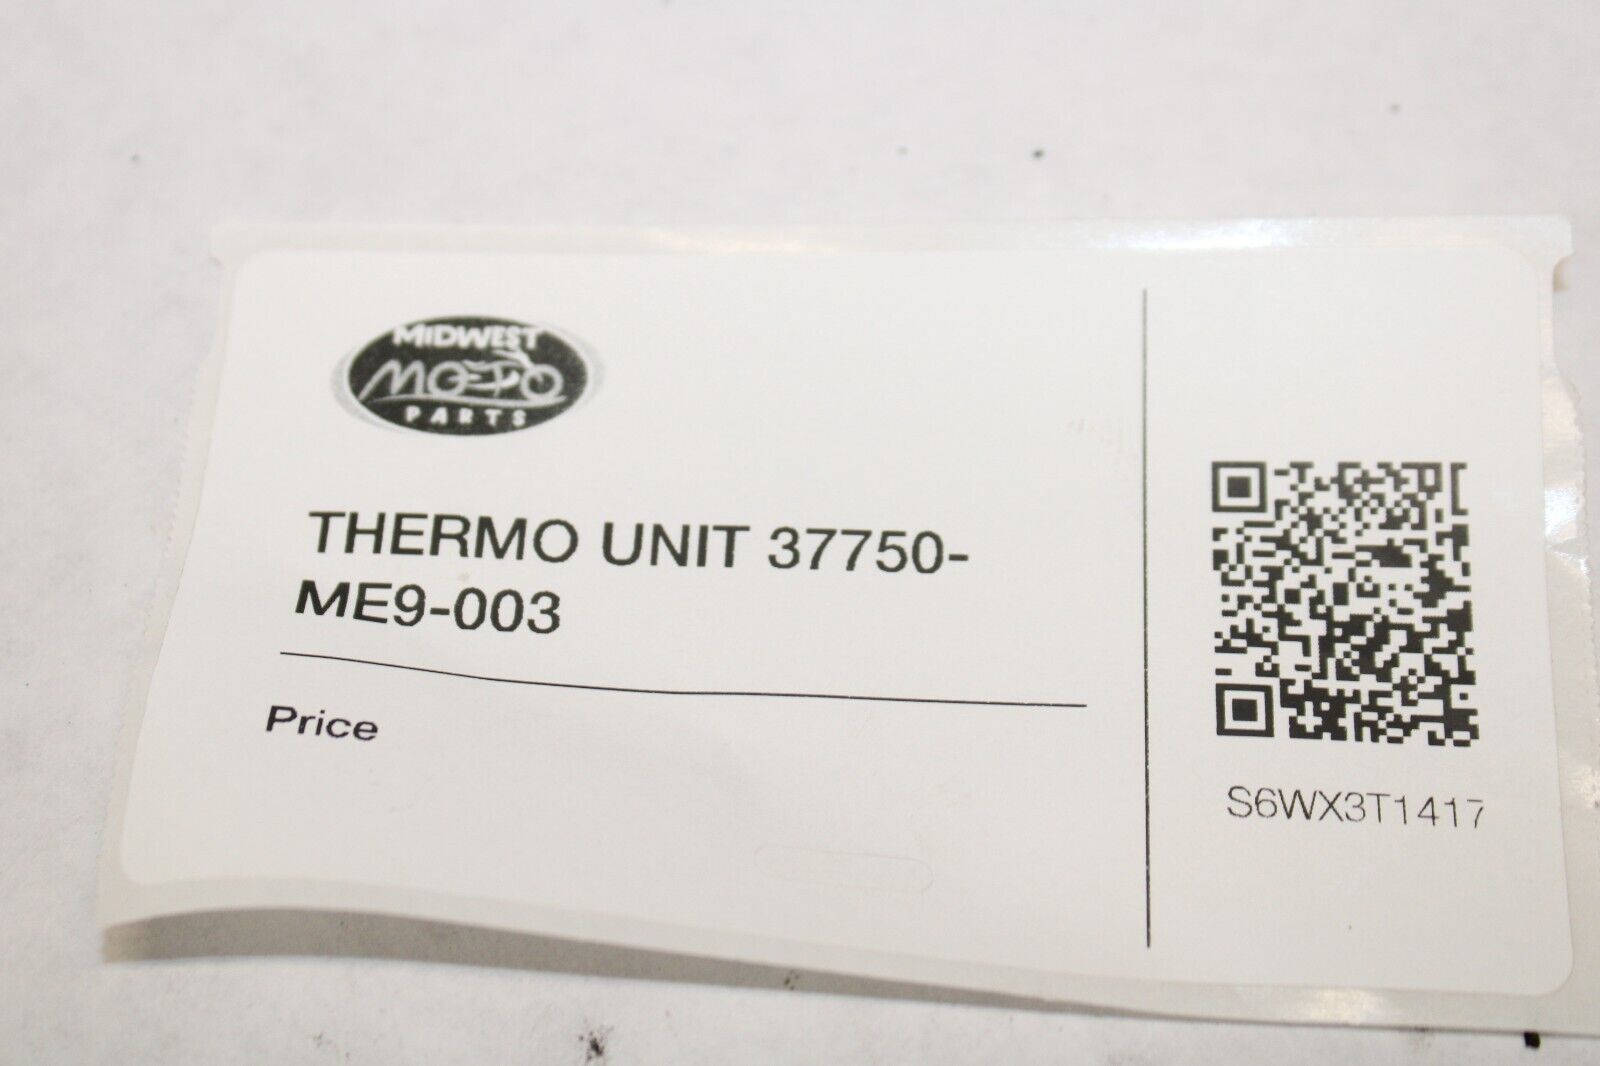 MIDWEST
MOTO
PARTS
THERMO UNIT 37750-
ME9-003
Price
S6WX3T1417